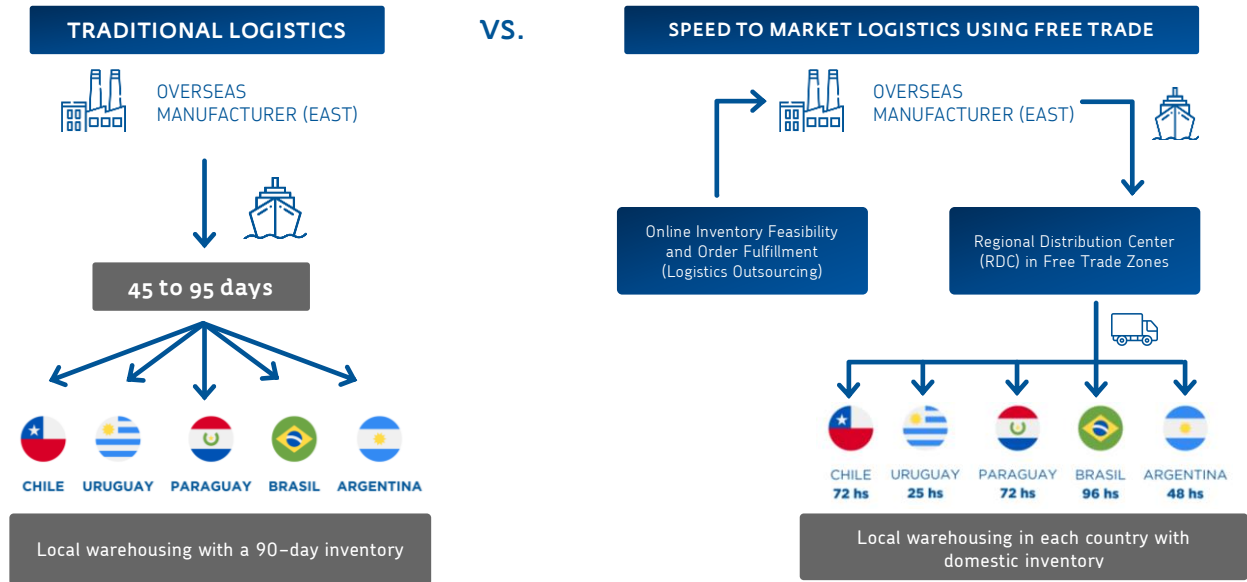 TRADITIONAL LOGISTICS
VS.
SPEED TO MARKET LOGISTICS USING FREE TRADE
OVERSEAS
MANUFACTURER (EAST)
45 to 95 days
CHILE
URUGUAY
PARAGUAY
BRASIL
ARGENTINA
Local warehousing with a 90-day inventory
OVERSEAS
MANUFACTURER (EAST)
Online Inventory Feasibility
and Order Fulfillment
(Logistics Outsourcing)
Regional Distribution Center
(RDC) in Free Trade Zones
CHILE
72 hs
URUGUAY
25 hs
PARAGUAY
72 hs
BRASIL
96 hs
ARGENTINA
48 hs
Local warehousing in each country with
domestic inventory